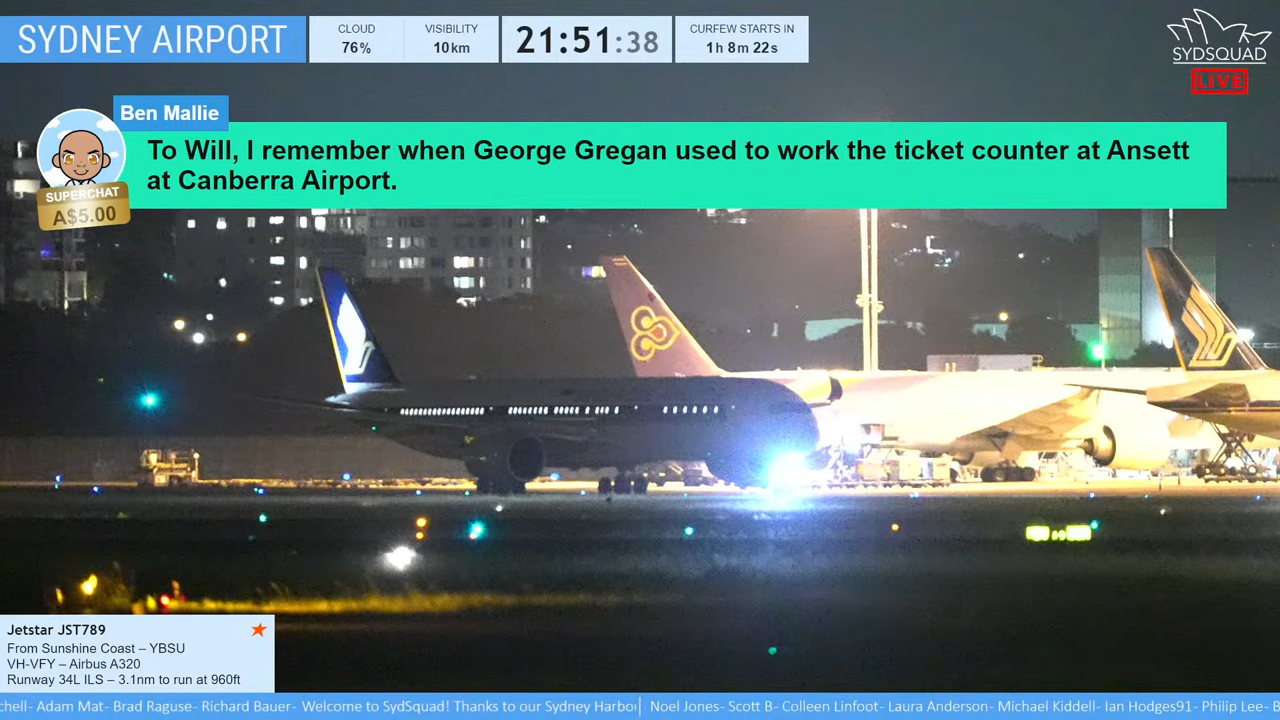 SYDNEY AIRPORT
CLOUD
76%
VISIBILITY
10km
21:51:38
CURFEW STARTS IN
1h 8m 22s
SYDSQUAD
LIVE
Ben Mallie
To Will, I remember when George Gregan used to work the ticket counter at Ansett
at Canberra Airport.
SUPERCHAT
A$5.00
Jetstar JST789
From Sunshine Coast – YBSU
VH-VFY – Airbus A320
Runway 34L ILS – 3.1nm to run at 960ft
chell- Adam Mat- Brad Raguse- Richard Bauer- Welcome to SydSquad! Thanks to our Sydney Harbou Noel Jones- Scott B- Colleen Linfoot- Laura Anderson- Michael Kiddell- Ian Hodges91- Philip Lee- B